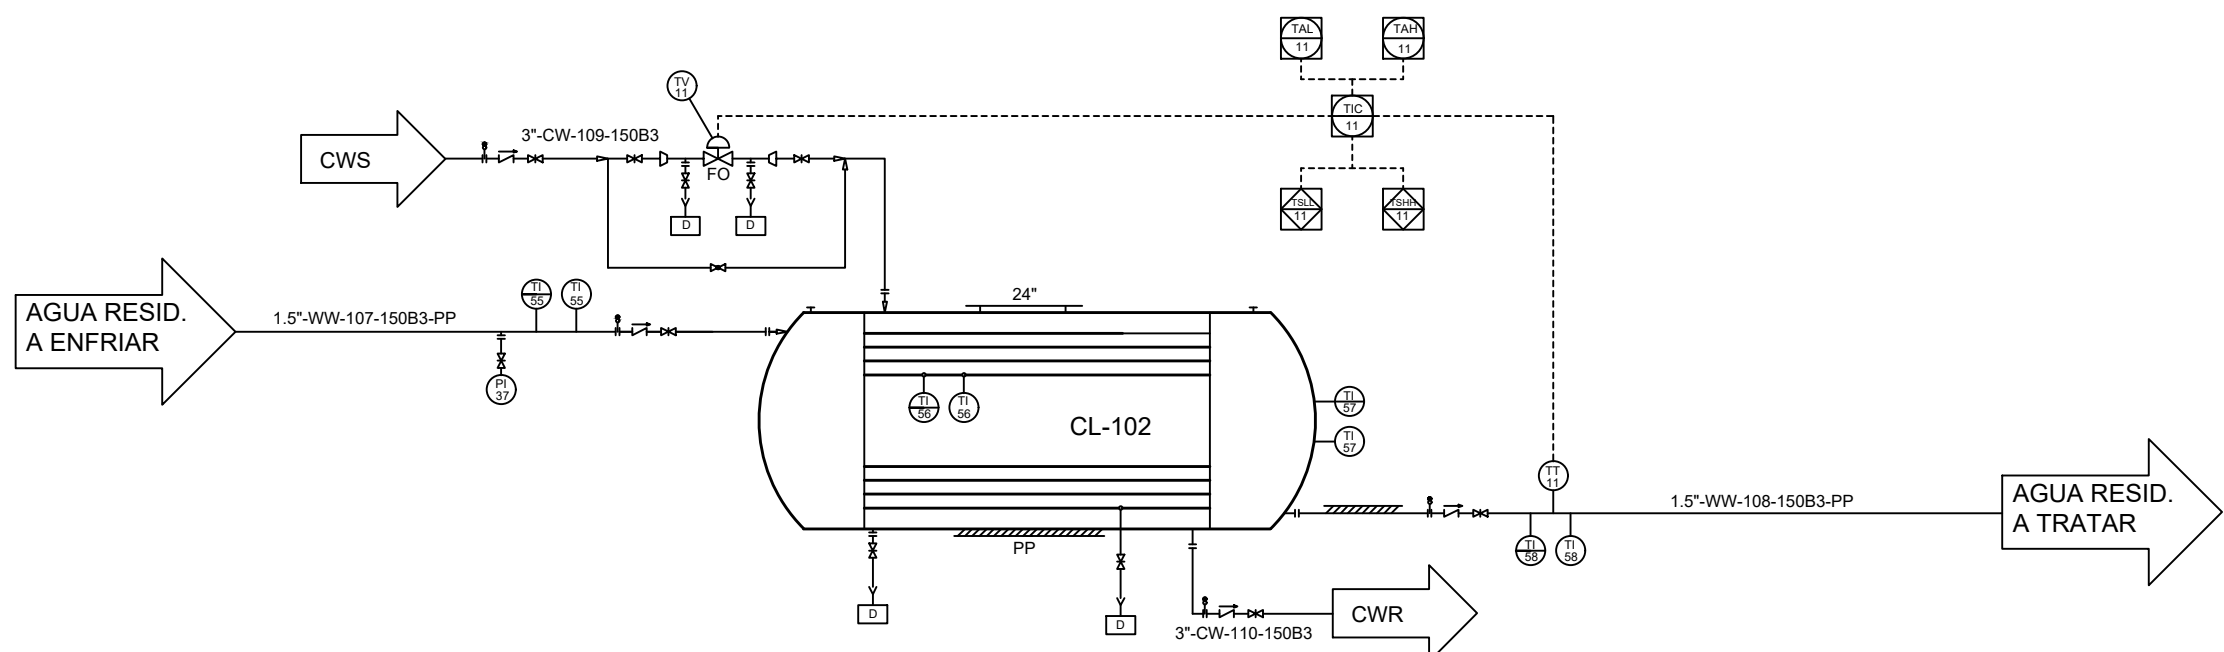 TAL
11
TAH
11
TV
11
TIC
11
3"-CW-109-150B3
CWS
FO
D
D
TSLL
11
TSHH
11
AGUA RESID.
A ENFRIAR
1.5"-WW-107-150B3-PP
TI
55
TI
55
24"
PI
37
TI
56
TI
56
CL-102
TI
57
TI
57
TT
11
1.5"-WW-108-150B3-PP
AGUA RESID.
A TRATAR
TI
58
TI
58
PP
D
D
3"-CW-110-150B3
CWR